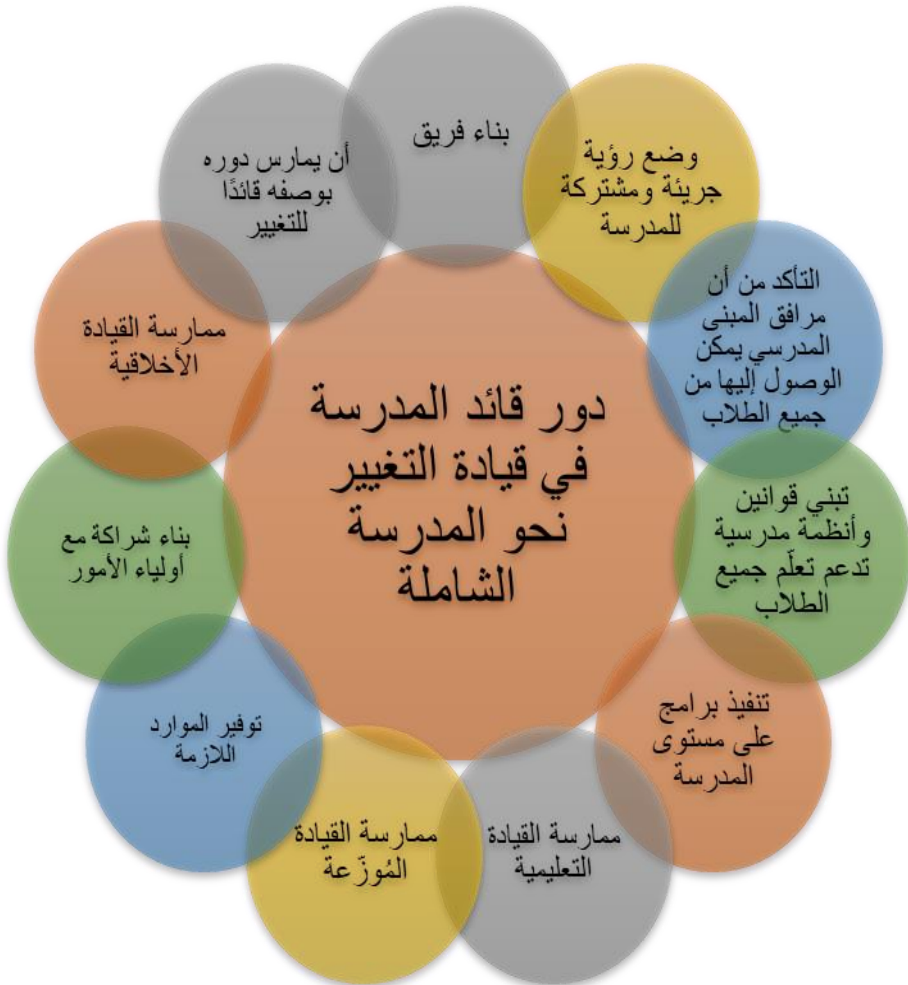 دور قائد المدرسة
في قيادة التغيير
نحو المدرسة
الشاملة
بناء فريق
وضع رؤية
جريئة ومشتركة
للمدرسة
التأكد من أن
مرافق المبنى
المدرسي يمكن
الوصول إليها من
جميع الطلاب
تبني قوانين
وأنظمة مدرسية
تدعم تعلّم جميع
الطلاب
تنفيذ برامج
على مستوى
المدرسة
ممارسة القيادة
التعليمية
ممارسة القيادة
المُوزّعة
توفير الموارد
اللازمة
بناء شراكة مع
أولياء الأمور
ممارسة القيادة
الأخلاقية
أن يمارس دوره
بوصفه قائدًا
للتغيير